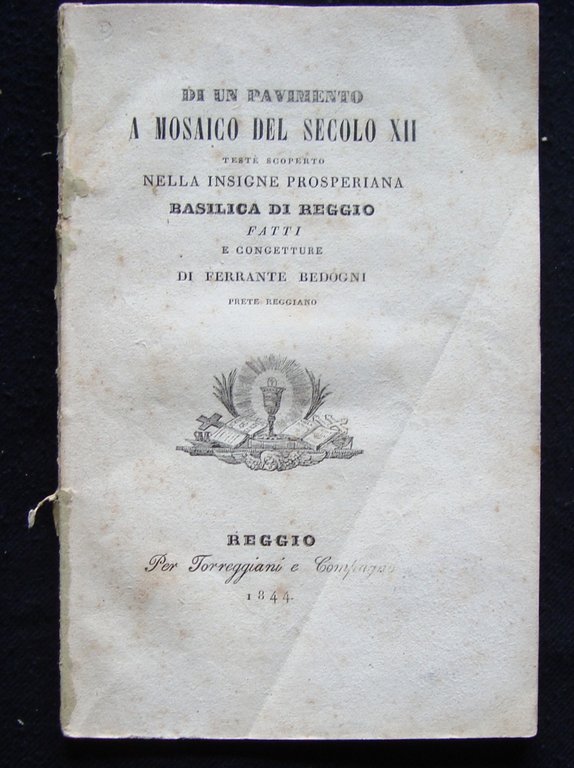 DI UN PAVIMENTO
A MOSAICO DEL SECOLO XII
TESTÈ SCOPERTO
NELLA INSIGNE PROSPERIANA
BASILICA DI REGGIO
FATTI
E CONGETTURE
DI FERRANTE BEDOGNI
PRETE REGGIANO
REGGIO
Per Torreggiani e Compagno
1844